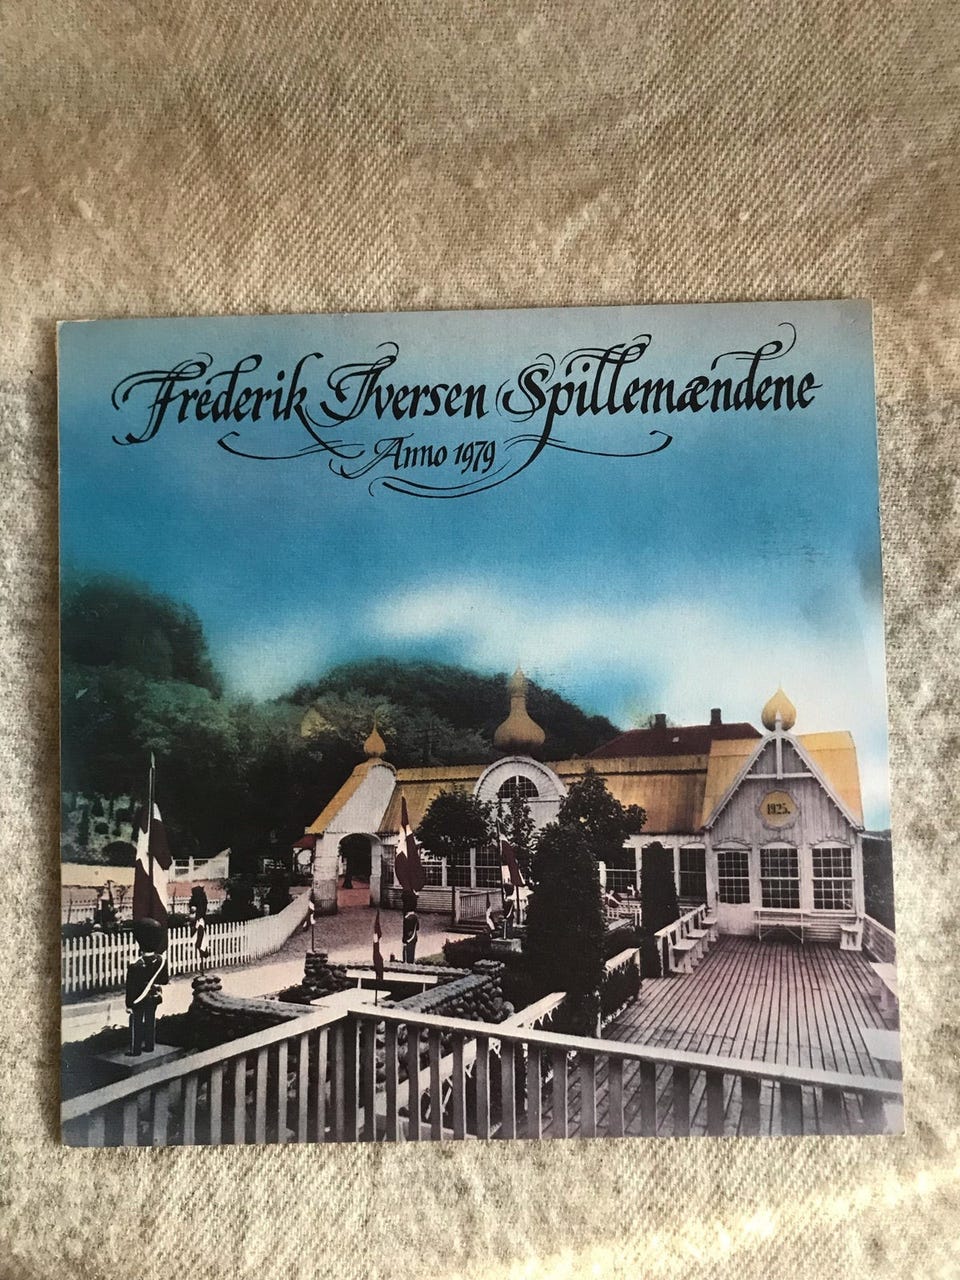 Frederik Iversen Spillemændene
Anno 1979
1925.